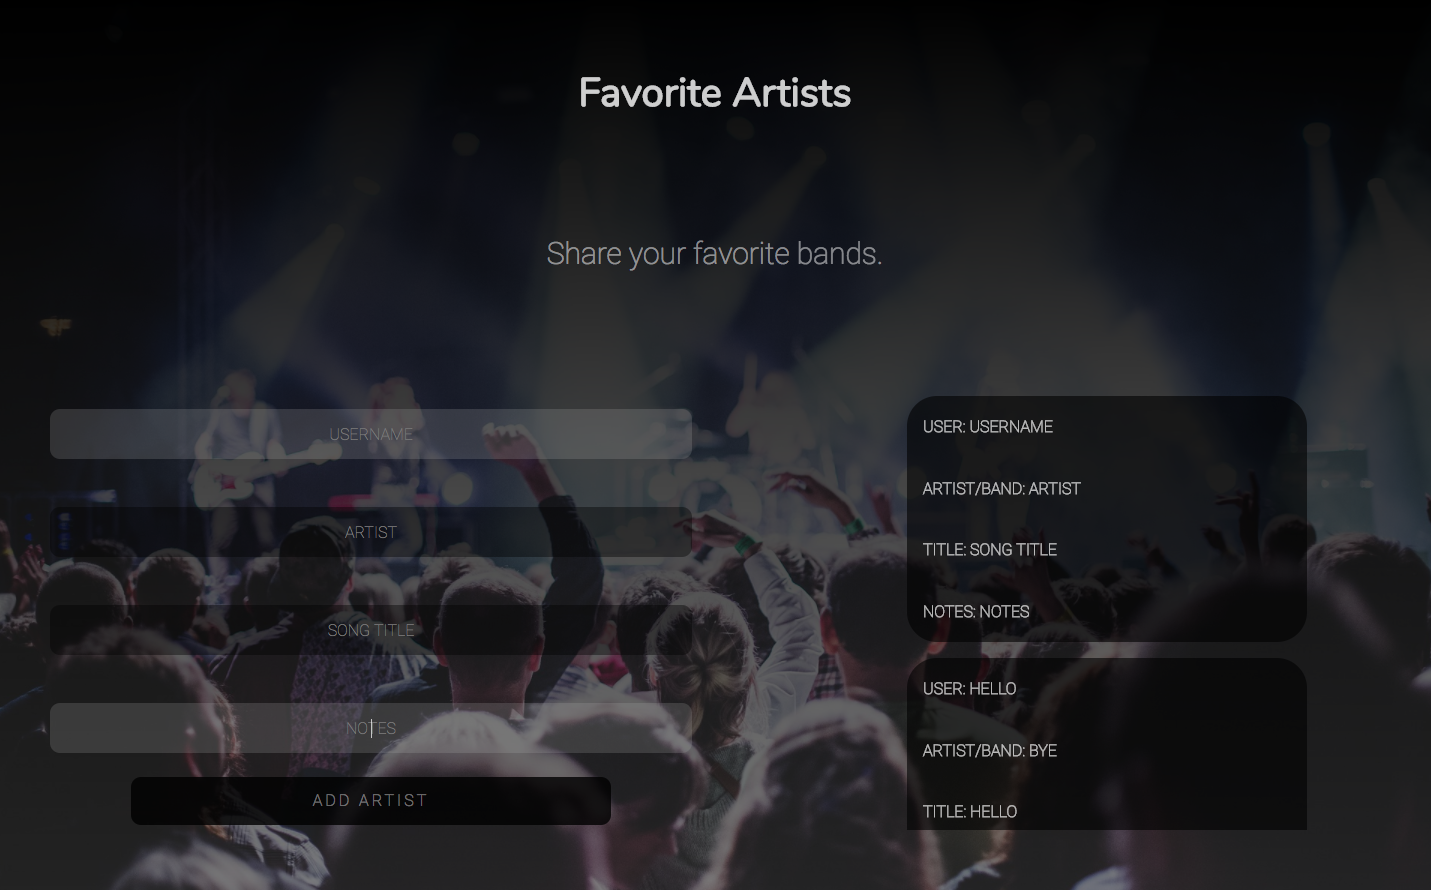 Favorite Artists
Share your favorite bands.
USERNAME
ARTIST
SONG TITLE
NOTES
ADD ARTIST
USER: USERNAME
ARTIST/BAND: ARTIST
TITLE: SONG TITLE
NOTES: NOTES
USER: HELLO
ARTIST/BAND: BYE
TITLE: HELLO